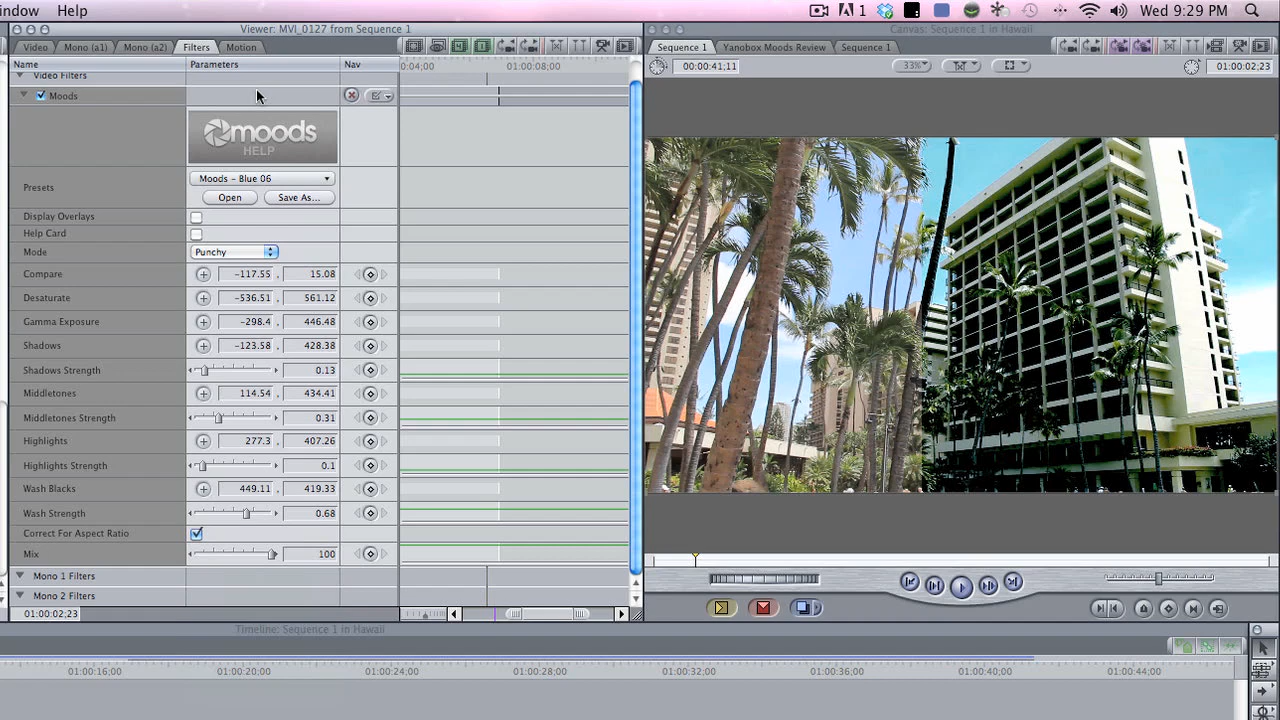 indow Help
1 Wed 9:29 PM
Viewer: MVI_0127 from Sequence 1
Canvas: Sequence 1 in Hawaii
Video Mono (a1) Mono (a2) Filters Motion
Sequence 1 Yanobox Moods Review Sequence 1
Name Parameters Nav
0:04;00 01:00:08;00
00:00:41;11 33% 01:00:02;23
Video Filters
Moods
moods
HELP
Presets
Moods - Blue 06
Open Save As...
Display Overlays
Help Card
Mode Punchy
Compare -117.55 , 15.08
Desaturate -536.51 , 561.12
Gamma Exposure -298.4 , 446.48
Shadows -123.58 , 428.38
Shadows Strength 0.13
Middletones 114.54 , 434.41
Middletones Strength 0.31
Highlights 277.3 , 407.26
Highlights Strength 0.1
Wash Blacks 449.11 , 419.33
Wash Strength 0.68
Correct For Aspect Ratio
Mix 100
Mono 1 Filters
Mono 2 Filters
01:00:02;23
Timeline: Sequence 1 in Hawaii
01:00:16;00 01:00:20;00 01:00:24;00 01:00:28;00 01:00:32;00 01:00:36;00 01:00:40;00 01:00:44;00